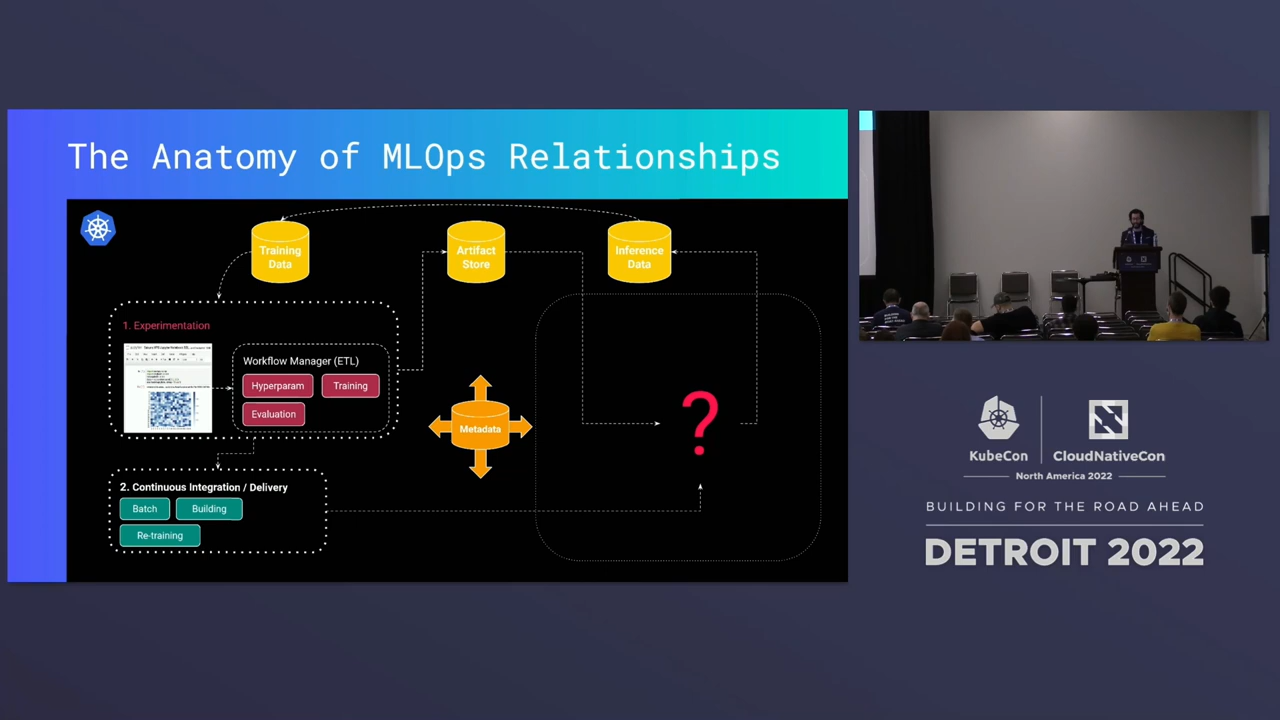 The Anatomy of MLOps Relationships
Training
Data
Artifact
Store
Inference
Data
1. Experimentation
Workflow Manager (ETL)
Hyperparam
Training
Evaluation
Metadata
?
2. Continuous Integration / Delivery
Batch
Building
Re-training
KubeCon
CloudNativeCon
North America 2022
BUILDING FOR THE ROAD AHEAD
DETROIT 2022